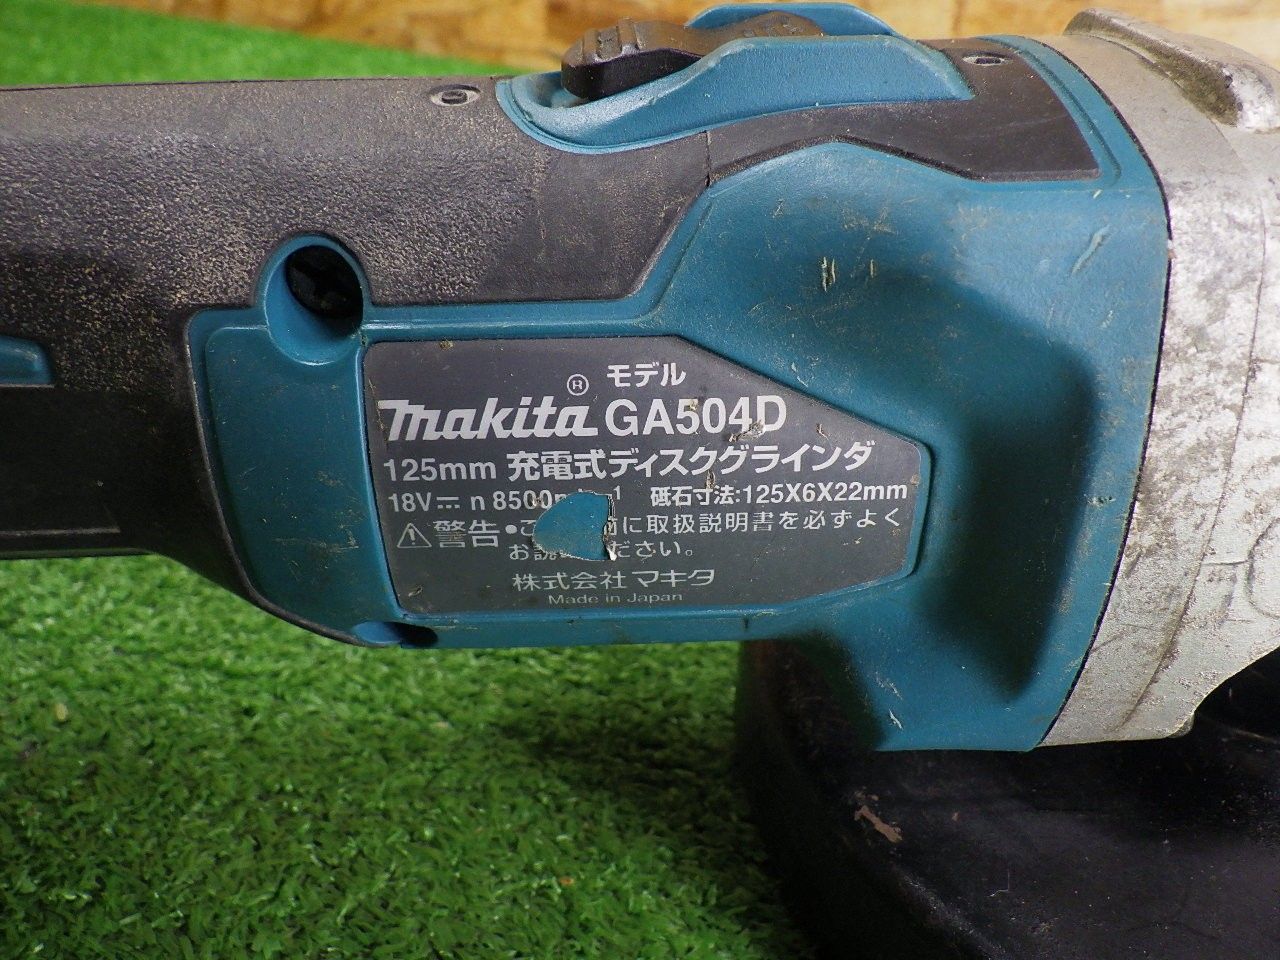 モデル
makita® GA504D
125mm 充電式ディスクグラインダ
18V n 8500 砥石寸法:125X6X22mm
警告・ご に取扱説明書を必ずよく
お読 ください。
株式会社 マキタ
Made in Japan